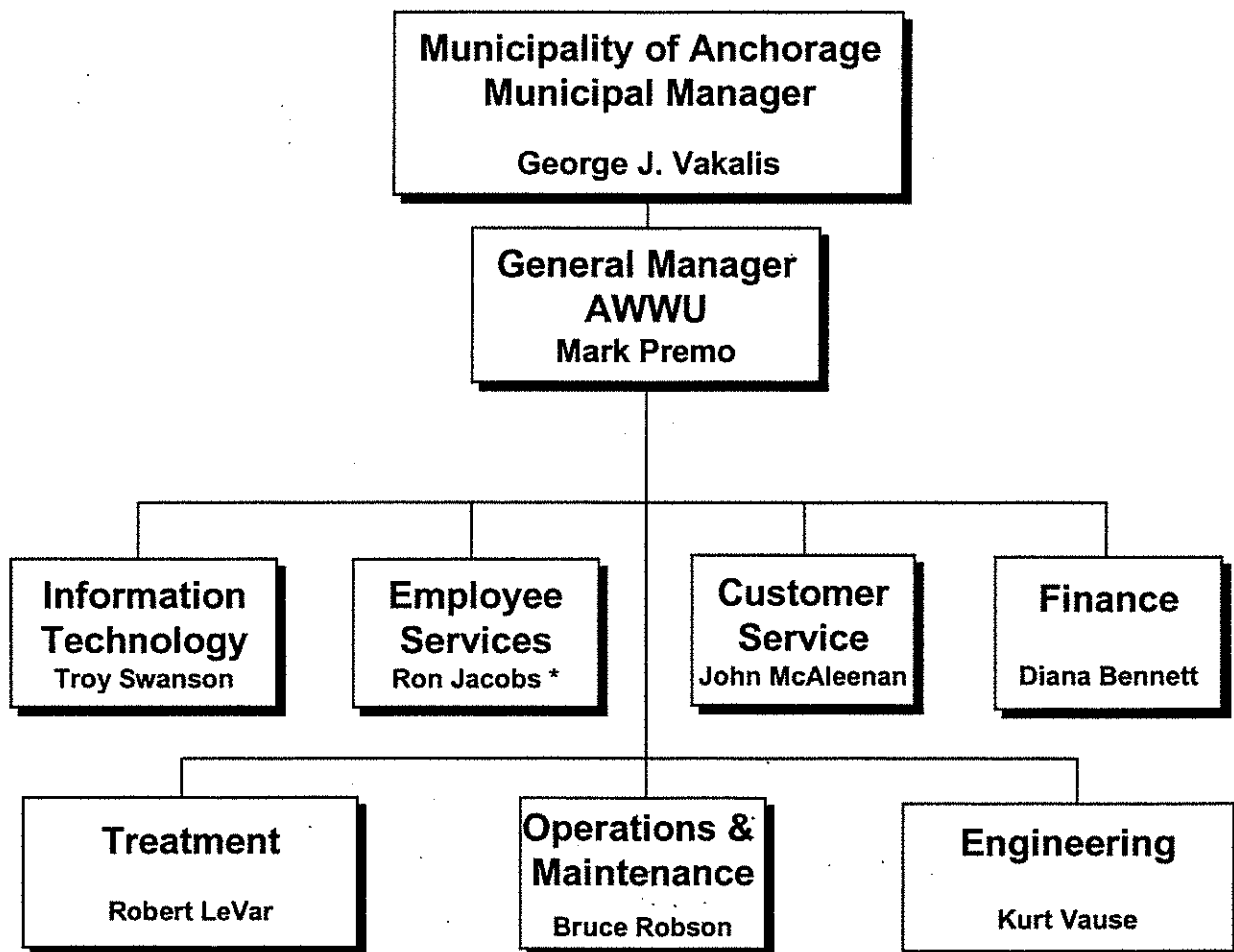 Municipality of Anchorage
Municipal Manager
George J. Vakalis
General Manager
AWWU
Mark Premo
Information
Technology
Troy Swanson
Employee
Services
Ron Jacobs *
Customer
Service
John McAleenan
Finance
Diana Bennett
Treatment
Robert LeVar
Operations &
Maintenance
Bruce Robson
Engineering
Kurt Vause